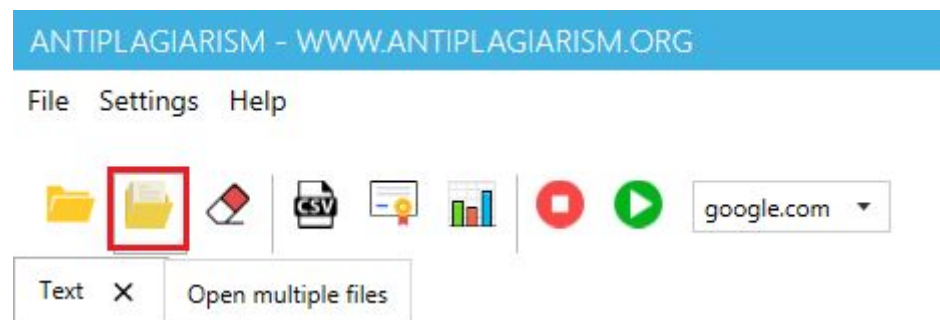 ANTIPLAGIARISM - WWW.ANTIPLAGIARISM.ORG
File Settings Help
CSV google.com
Text Open multiple files